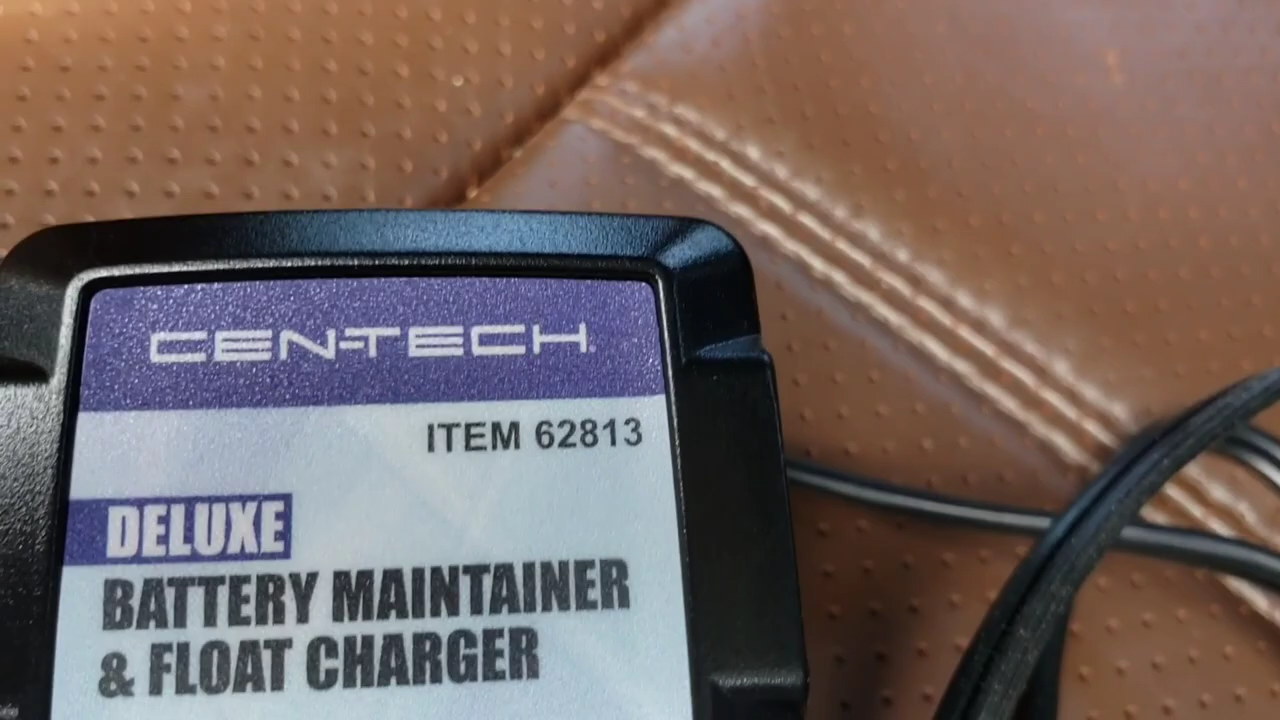 CEN-TECH
ITEM 62813
DELUXE
BATTERY MAINTAINER
& FLOAT CHARGER